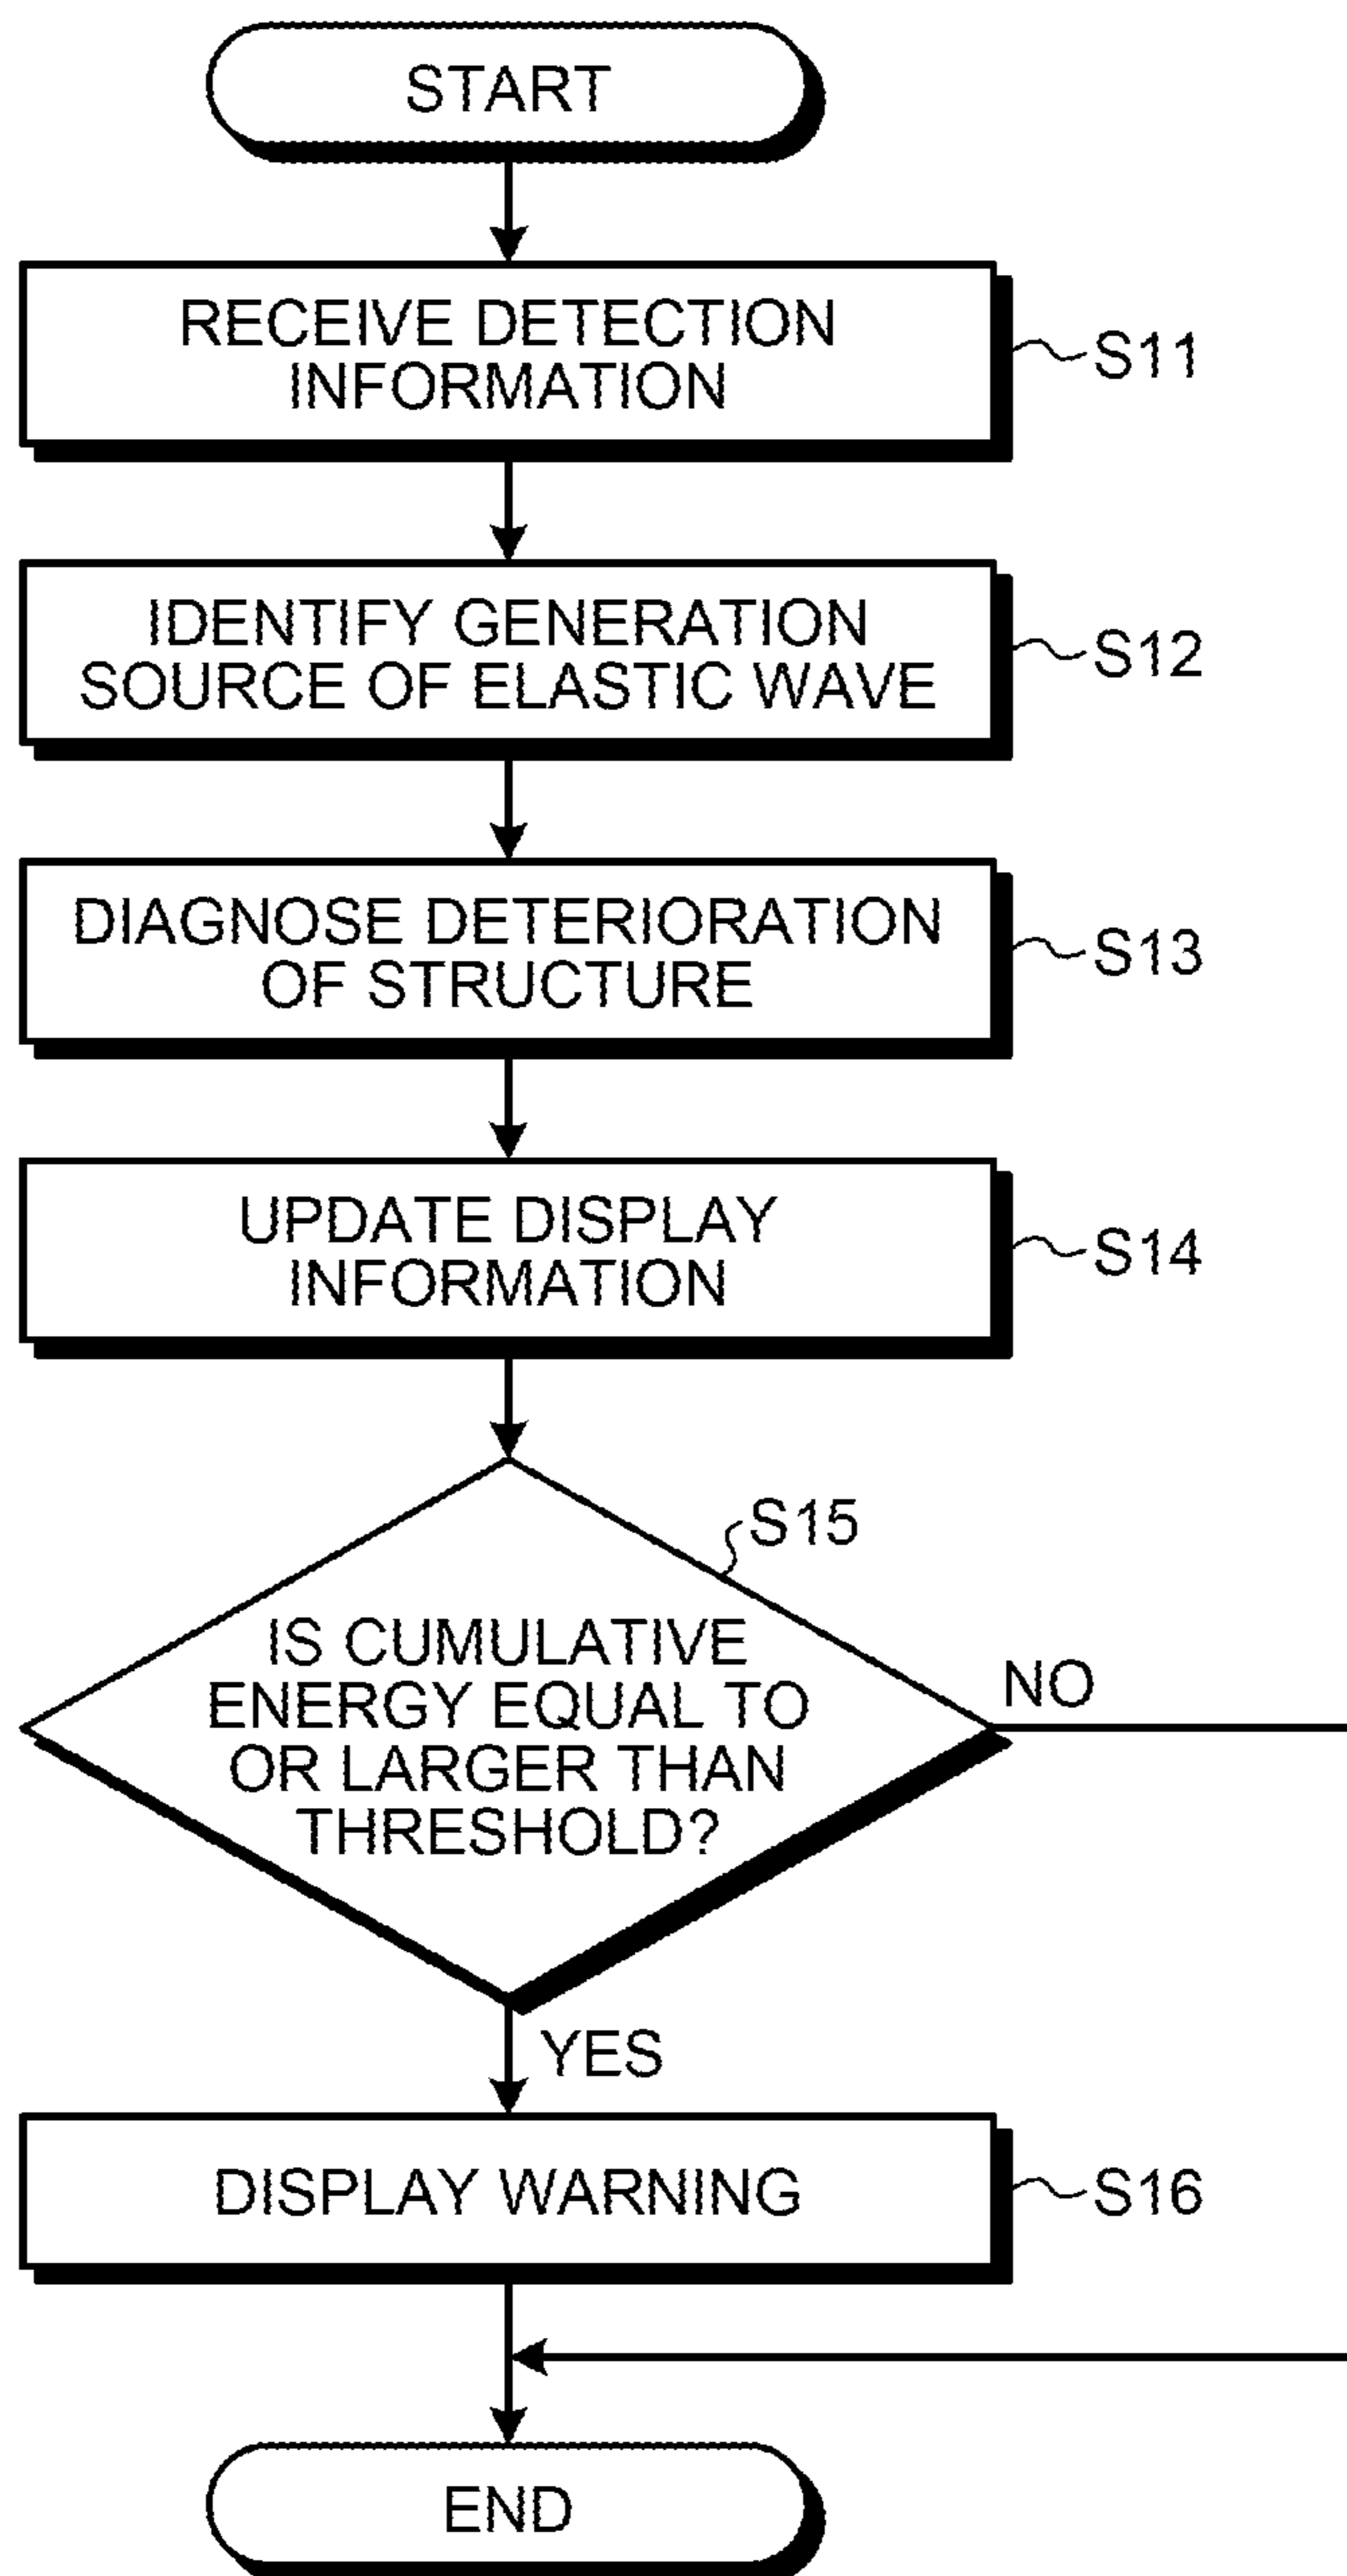 START
RECEIVE DETECTION
INFORMATION
S11
IDENTIFY GENERATION
SOURCE OF ELASTIC WAVE
S12
DIAGNOSE DETERIORATION
OF STRUCTURE
S13
UPDATE DISPLAY
INFORMATION
S14
S15
IS CUMULATIVE
ENERGY EQUAL TO
OR LARGER THAN
THRESHOLD?
NO
YES
DISPLAY WARNING
S16
END